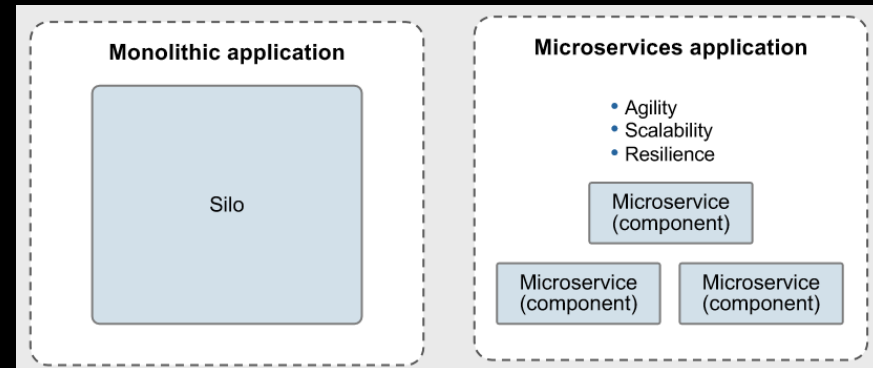 Monolithic application
Silo
Microservices application
• Agility
• Scalability
• Resilience
Microservice
(component)
Microservice
(component)
Microservice
(component)